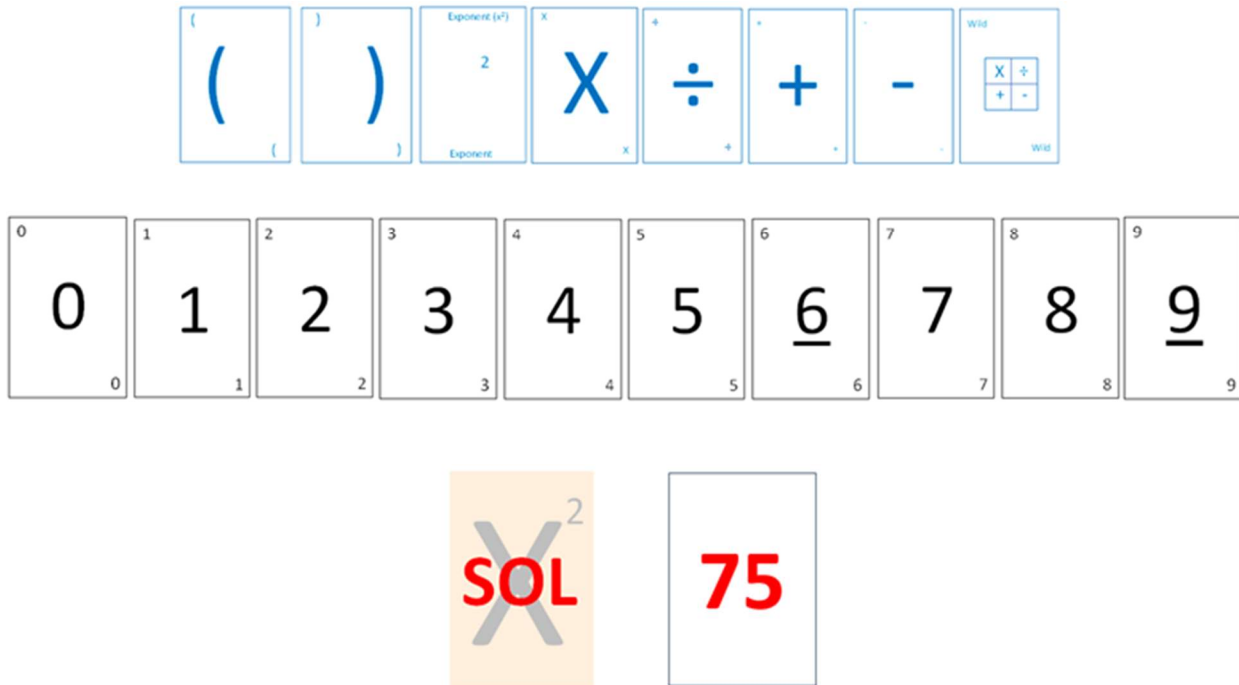 ( ) Exponent (x²) X ÷ + - Wild
( ) 2 X ÷ + - X ÷
+ -
( ) Exponent X ÷ + - Wild
0 1 2 3 4 5 6 7 8 9
0 1 2 3 4 5 6 7 8 9
0 1 2 3 4 5 6 7 8 9
X²
SOL 75